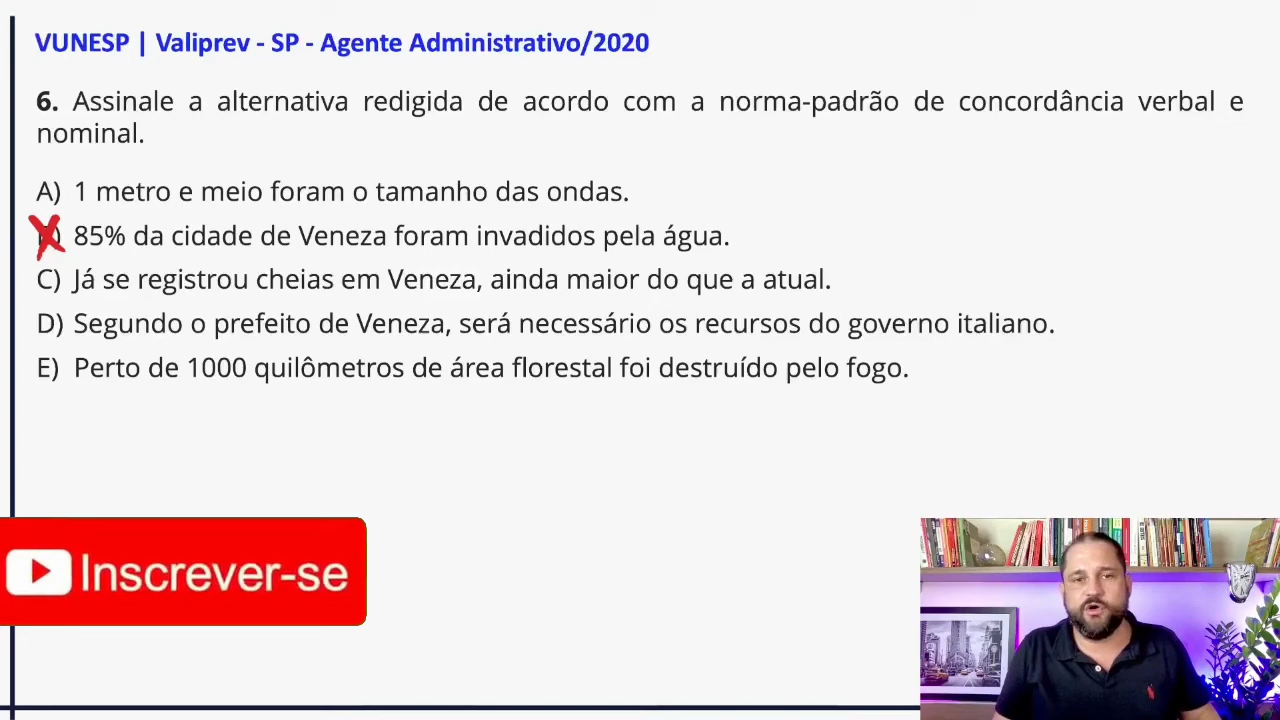 VUNESP | Valiprev - SP - Agente Administrativo/2020
6. Assinale a alternativa redigida de acordo com a norma-padrão de concordância verbal e
nominal.
A) 1 metro e meio foram o tamanho das ondas.
85% da cidade de Veneza foram invadidos pela água.
C) Já se registrou cheias em Veneza, ainda maior do que a atual.
D) Segundo o prefeito de Veneza, será necessário os recursos do governo italiano.
E) Perto de 1000 quilômetros de área florestal foi destruído pelo fogo.
Inscrever-se